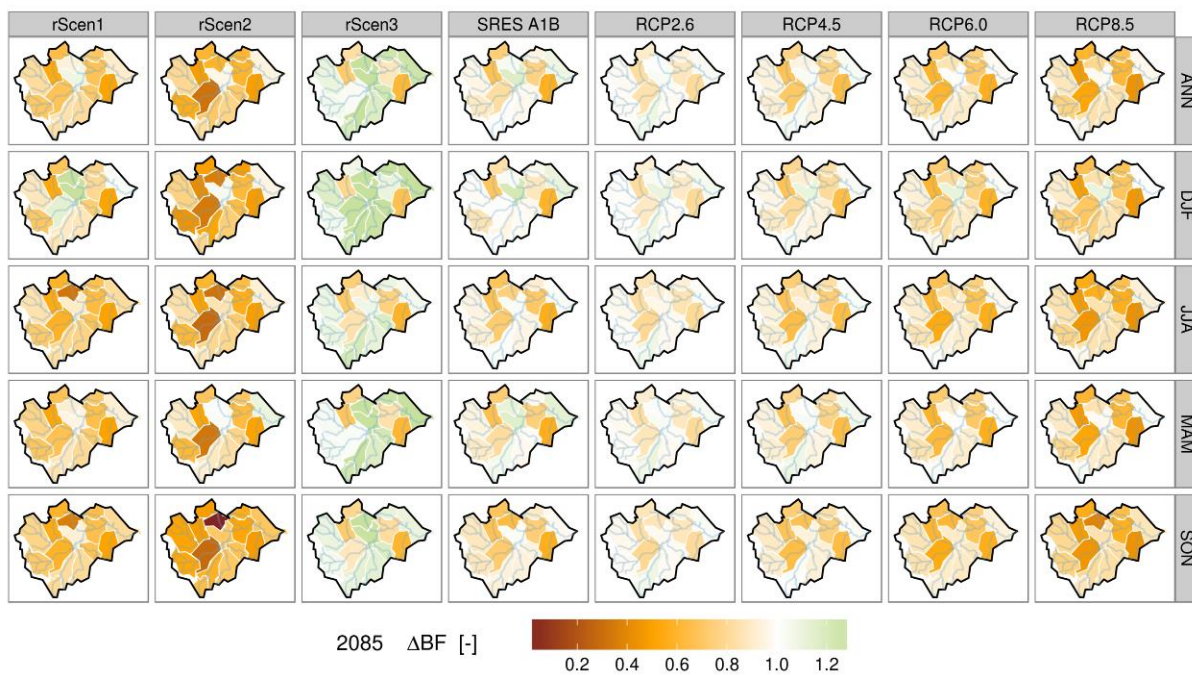 rScen1 rScen2 rScen3 SRES A1B RCP2.6 RCP4.5 RCP6.0 RCP8.5
ANN
DJF
JJA
MAM
SON
2085 ΔBF [-]
0.2 0.4 0.6 0.8 1.0 1.2